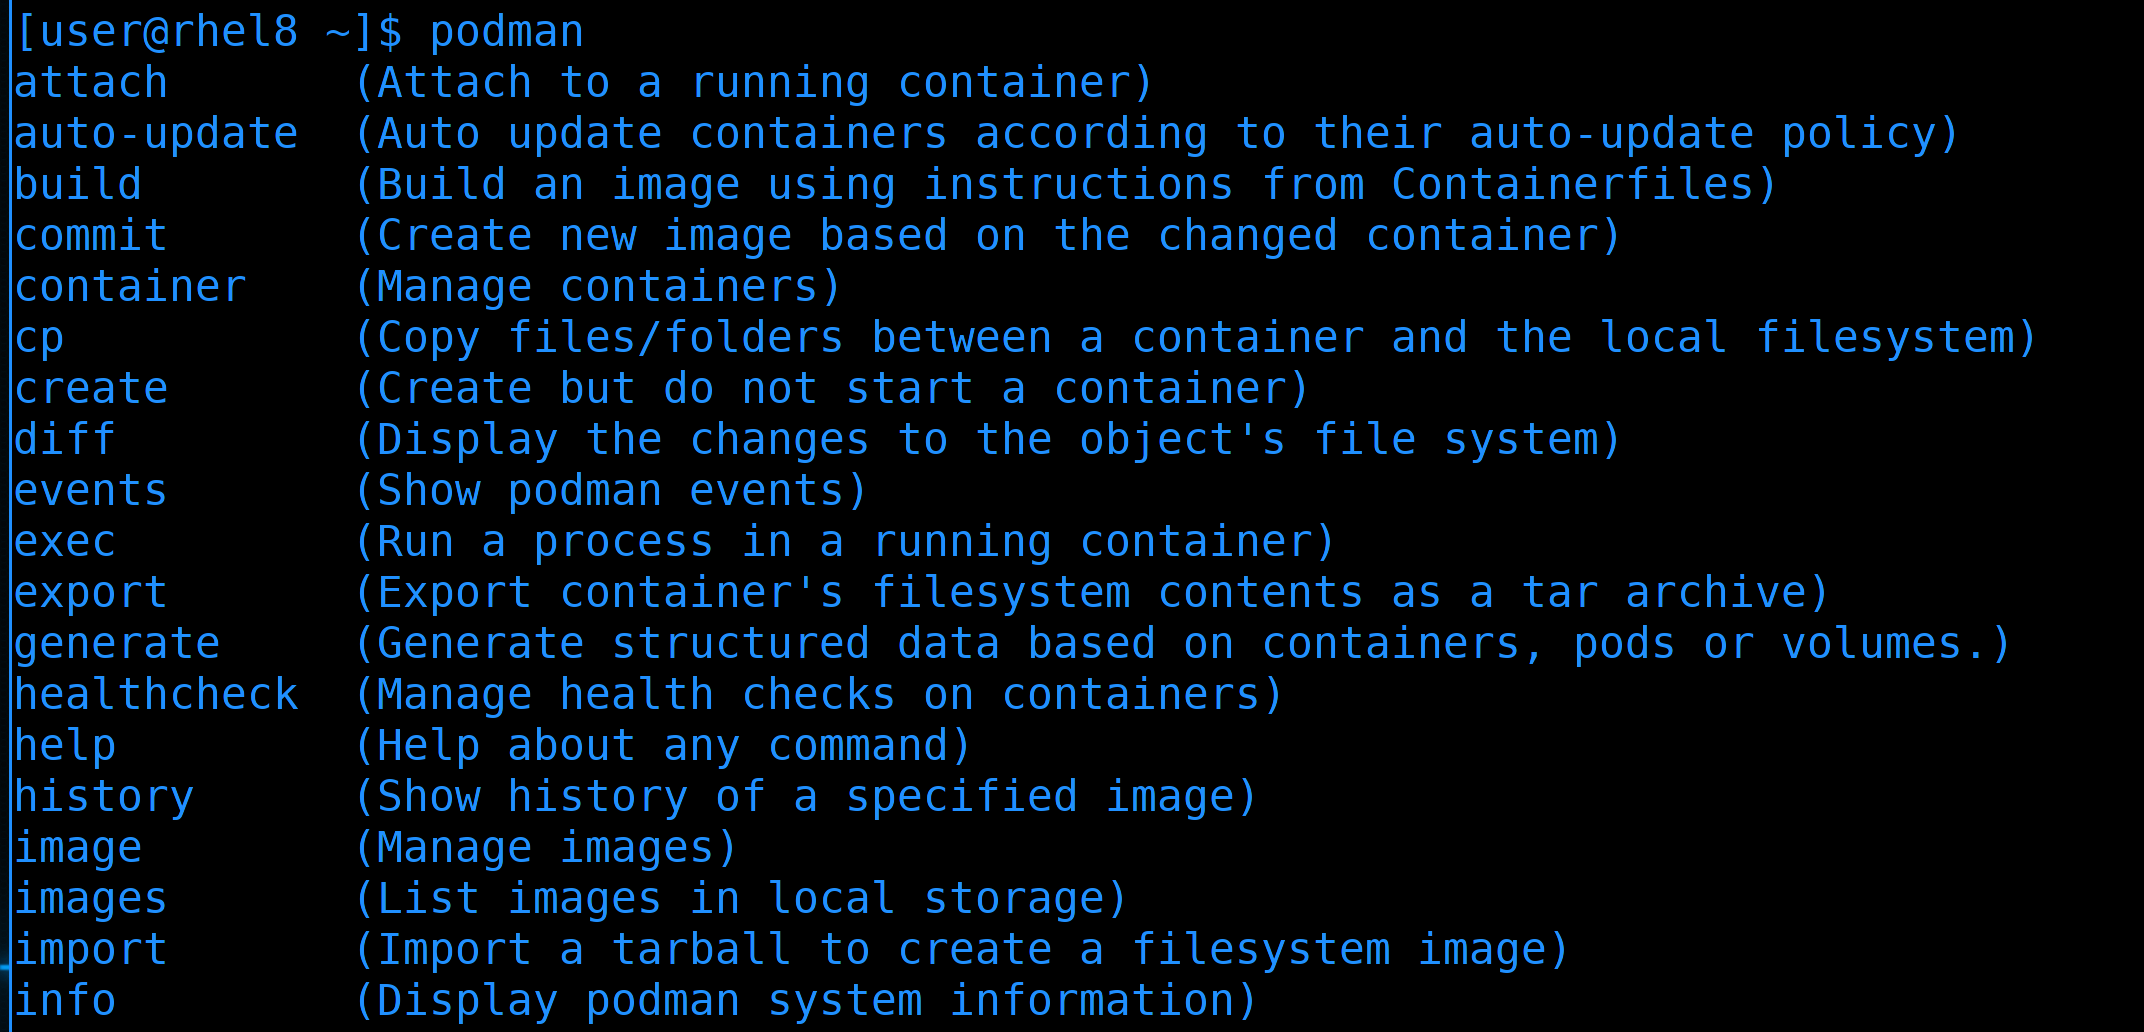 [user@rhel8 ~]$ podman
attach (Attach to a running container)
auto-update (Auto update containers according to their auto-update policy)
build (Build an image using instructions from Containerfiles)
commit (Create new image based on the changed container)
container (Manage containers)
cp (Copy files/folders between a container and the local filesystem)
create (Create but do not start a container)
diff (Display the changes to the object's file system)
events (Show podman events)
exec (Run a process in a running container)
export (Export container's filesystem contents as a tar archive)
generate (Generate structured data based on containers, pods or volumes.)
healthcheck (Manage health checks on containers)
help (Help about any command)
history (Show history of a specified image)
image (Manage images)
images (List images in local storage)
import (Import a tarball to create a filesystem image)
info (Display podman system information)